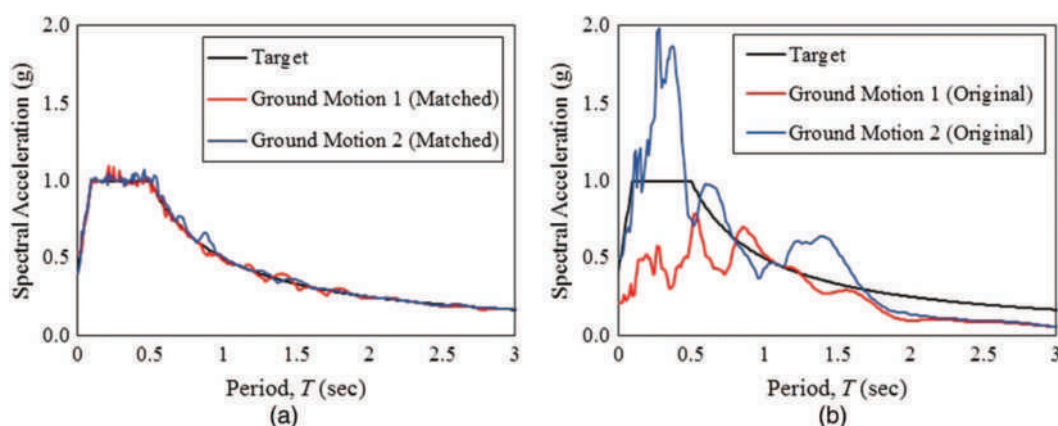 2.0
1.5
1.0
0.5
0.0
Spectral Acceleration (g)
Target
Ground Motion 1 (Matched)
Ground Motion 2 (Matched)
0
0.5
1
1.5
2
2.5
3
Period, T (sec)
(a)
2.0
1.5
1.0
0.5
0.0
Spectral Acceleration (g)
Target
Ground Motion 1 (Original)
Ground Motion 2 (Original)
0
0.5
1
1.5
2
2.5
3
Period, T (sec)
(b)